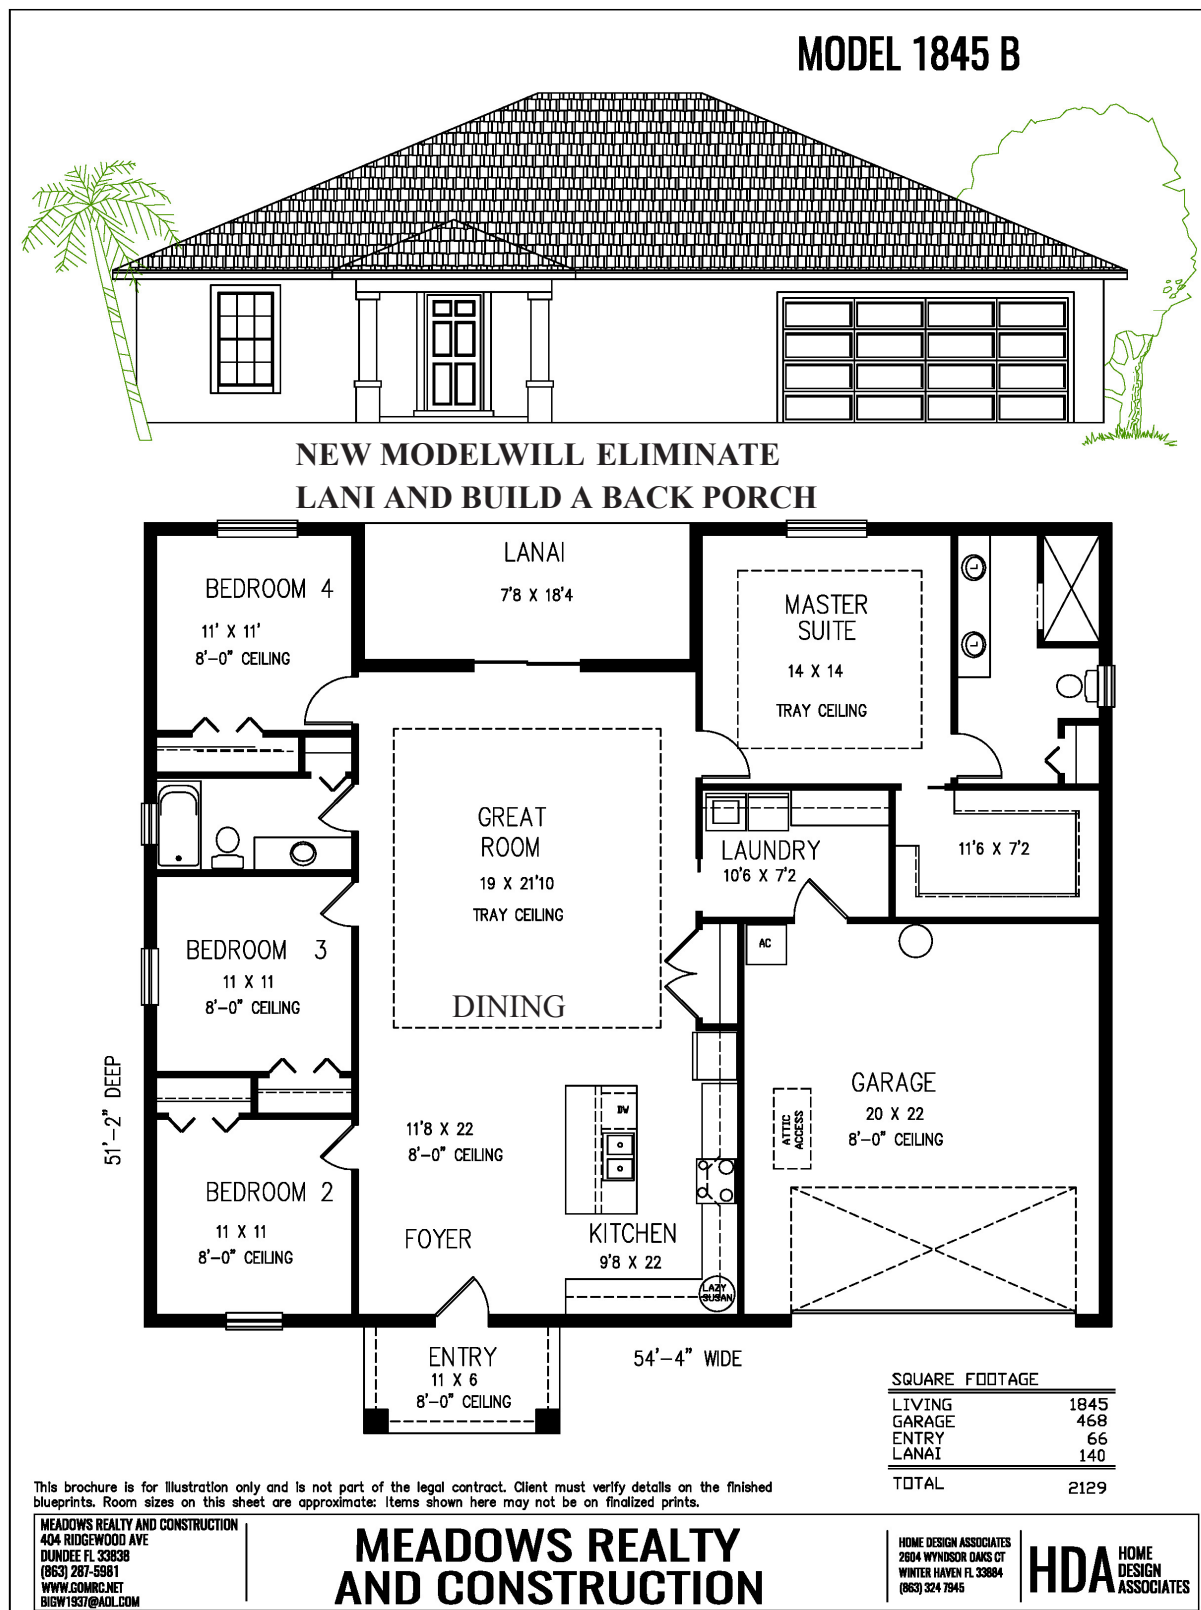 MODEL 1845 B
NEW MODELWILL ELIMINATE
LANI AND BUILD A BACK PORCH
LANAI
7'8 X 18'4
BEDROOM 4
11' X 11'
8'-0" CEILING
MASTER
SUITE
14 X 14
TRAY CEILING
L
L
GREAT
ROOM
19 X 21'10
TRAY CEILING
DINING
LAUNDRY
10'6 X 7'2
11'6 X 7'2
BEDROOM 3
11 X 11
8'-0" CEILING
AC
51'-2" DEEP
GARAGE
20 X 22
8'-0" CEILING
ATTIC
ACCESS
DW
11'8 X 22
8'-0" CEILING
BEDROOM 2
11 X 11
8'-0" CEILING
FOYER
KITCHEN
9'8 X 22
LAZY
SUSAN
ENTRY
11 X 6
8'-0" CEILING
54'-4" WIDE
SQUARE FOOTAGE
LIVING 1845
GARAGE 468
ENTRY 66
LANAI 140
TOTAL 2129
This brochure is for illustration only and is not part of the legal contract. Client must verify details on the finished
blueprints. Room sizes on this sheet are approximate: Items shown here may not be on finalized prints.
MEADOWS REALTY AND CONSTRUCTION
404 RIDGEWOOD AVE
DUNDEE FL 33838
(863) 287-5981
WWW.GOMRC.NET
BIGW1937@AOL.COM
MEADOWS REALTY
AND CONSTRUCTION
HOME DESIGN ASSOCIATES
2604 WYNDSOR OAKS CT
WINTER HAVEN FL 33884
(863) 324 7945
HDA
HOME
DESIGN
ASSOCIATES